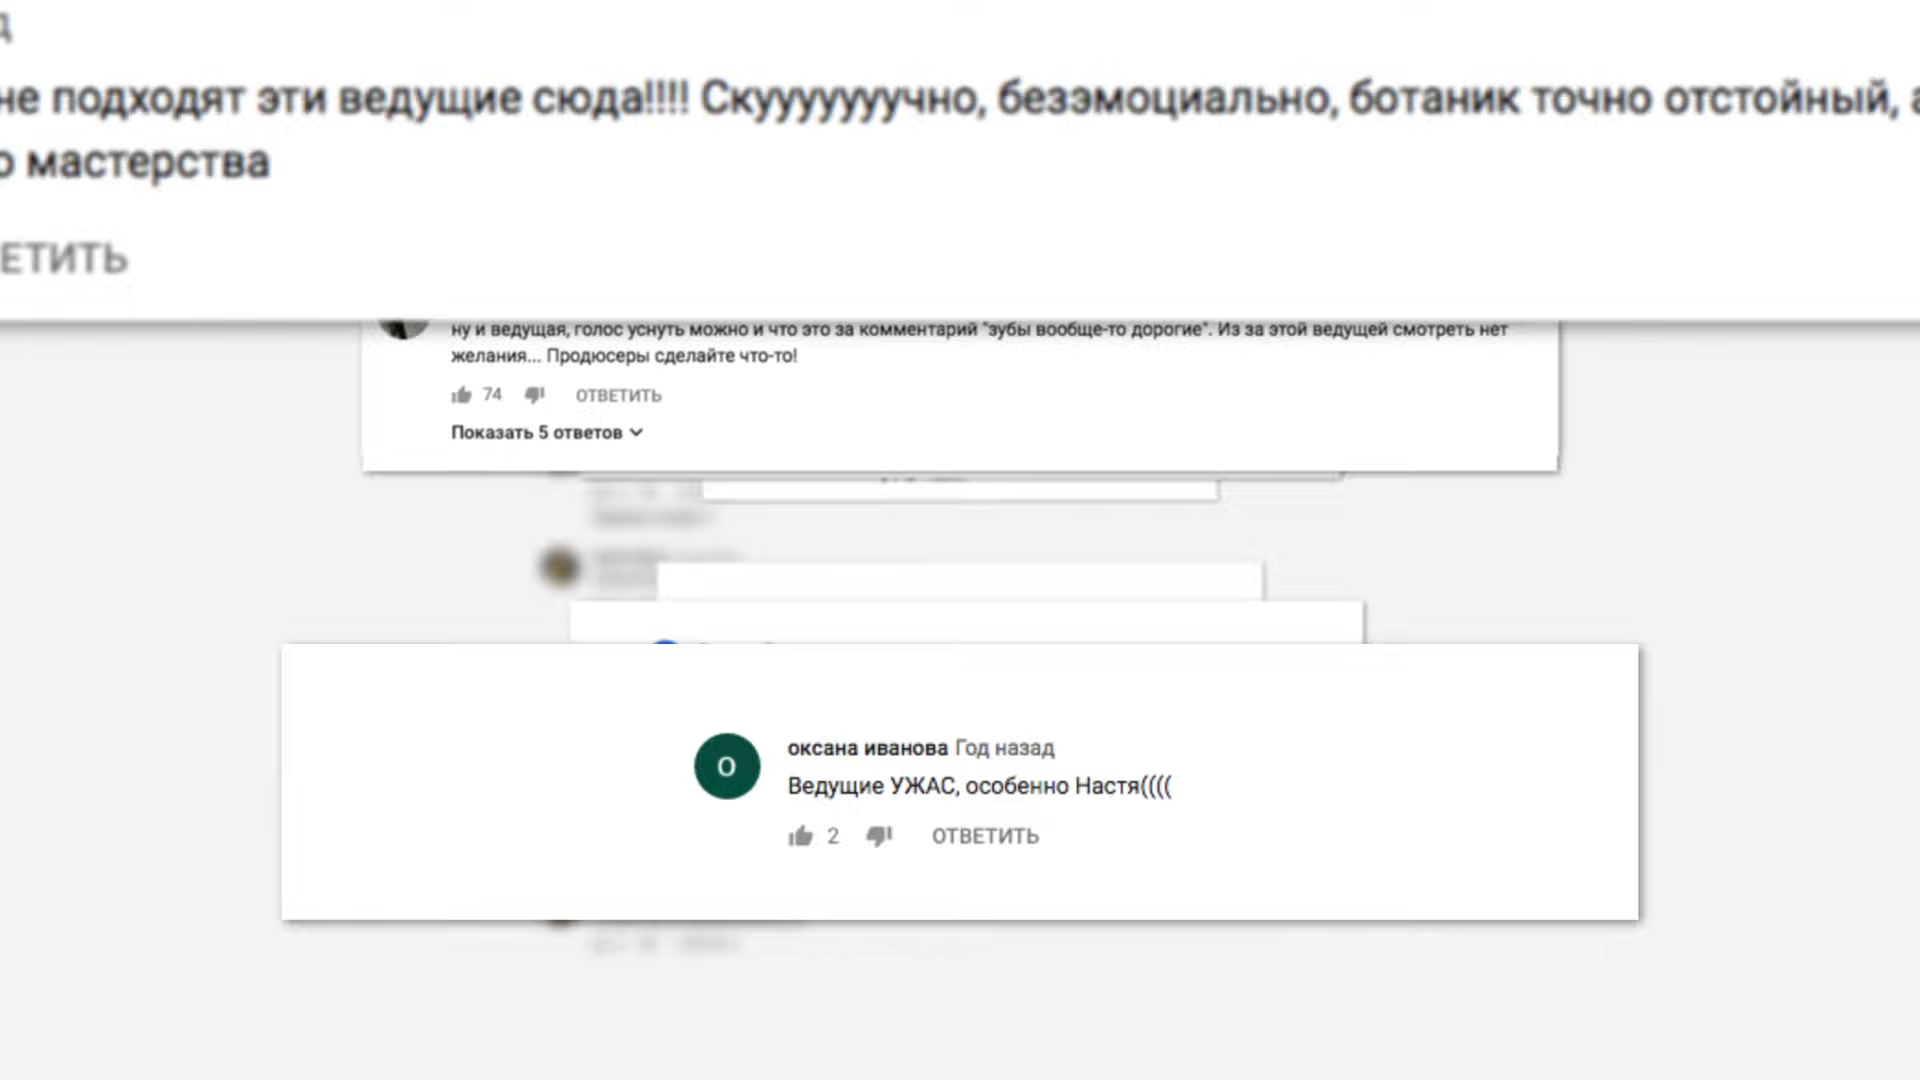 не подходят эти ведущие сюда!!!! Скууууууучно, безэмоциально, ботаник точно отстойный,
мастерства
ну и ведущая, голос уснуть можно и что это за комментарий "зубы вообще-то дорогие". Из за этой ведущей смотреть нет
желания... Продюсеры сделайте что-то!
74 ОТВЕТИТЬ
Показать 5 ответов
О
оксана иванова Год назад
Ведущие УЖАС, особенно Настя((((
2 ОТВЕТИТЬ